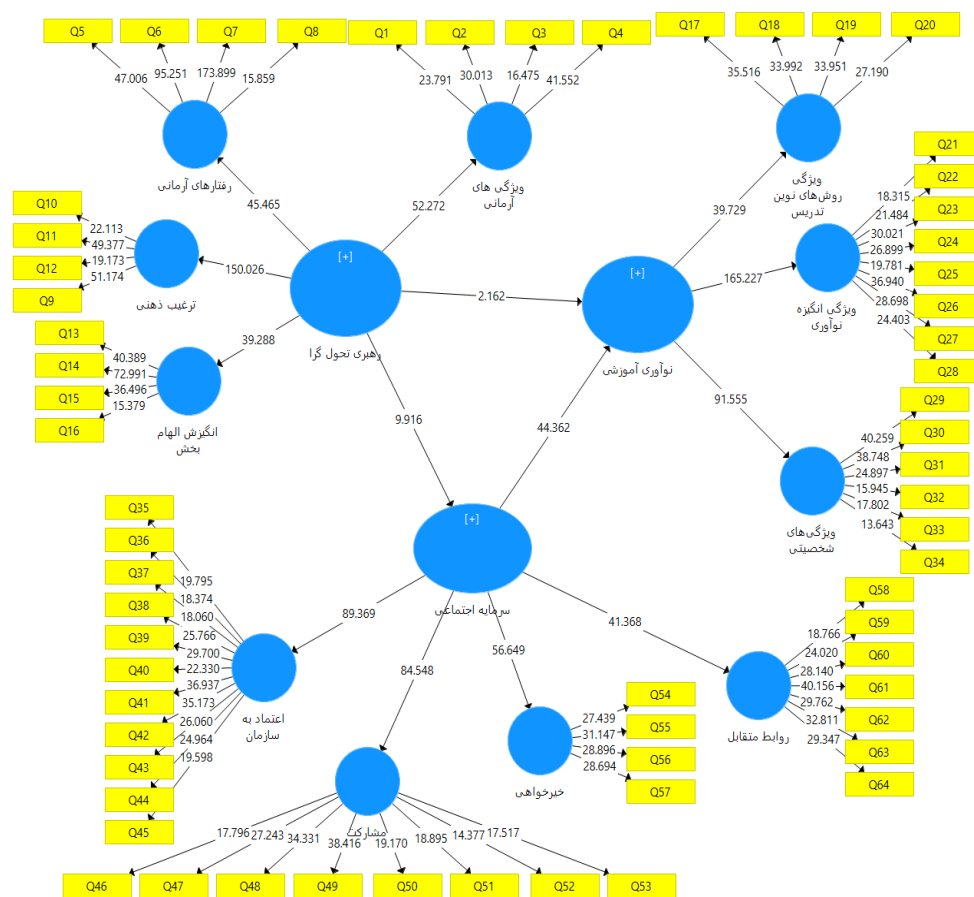 Q5
Q6
Q7
Q8
Q1
Q2
Q3
Q4
Q17
Q18
Q19
Q20
47.006
95.251
173.899
15.859
23.791
30.013
16.475
41.552
35.516
33.992
33.951
27.190
رفتارهای آرمانی
ویژگی های
آرمانی
ویژگی
روش‌های نوین
تدریس
Q21
Q22
Q23
Q24
Q25
Q26
Q27
Q28
18.315
21.484
30.021
26.899
19.781
36.940
28.698
24.403
ویژگی انگیزه
نوآوری
Q10
Q11
Q12
Q9
22.113
49.377
19.173
51.174
ترغیب ذهنی
45.465
52.272
150.026
39.288
[+]
رهبری تحول گرا
2.162
9.916
[+]
نوآوری آموزشی
39.729
165.227
91.555
44.362
Q13
Q14
Q15
Q16
40.389
72.991
36.496
15.379
انگیزش الهام
بخش
Q29
Q30
Q31
Q32
Q33
Q34
40.259
38.748
24.897
15.945
17.802
13.643
ویژگی‌های
شخصیتی
[+]
سرمایه اجتماعی
89.369
84.548
56.649
41.368
Q35
Q36
Q37
Q38
Q39
Q40
Q41
Q42
Q43
Q44
Q45
19.795
18.374
18.060
25.766
29.700
22.330
36.937
35.173
26.060
24.964
19.598
اعتماد به
سازمان
Q58
Q59
Q60
Q61
Q62
Q63
Q64
18.766
24.020
28.140
40.156
29.762
32.811
29.347
روابط متقابل
Q54
Q55
Q56
Q57
27.439
31.147
28.896
28.694
خیرخواهی
مشارکت
17.796
27.243
34.331
38.416
19.170
18.895
14.377
17.517
Q46
Q47
Q48
Q49
Q50
Q51
Q52
Q53